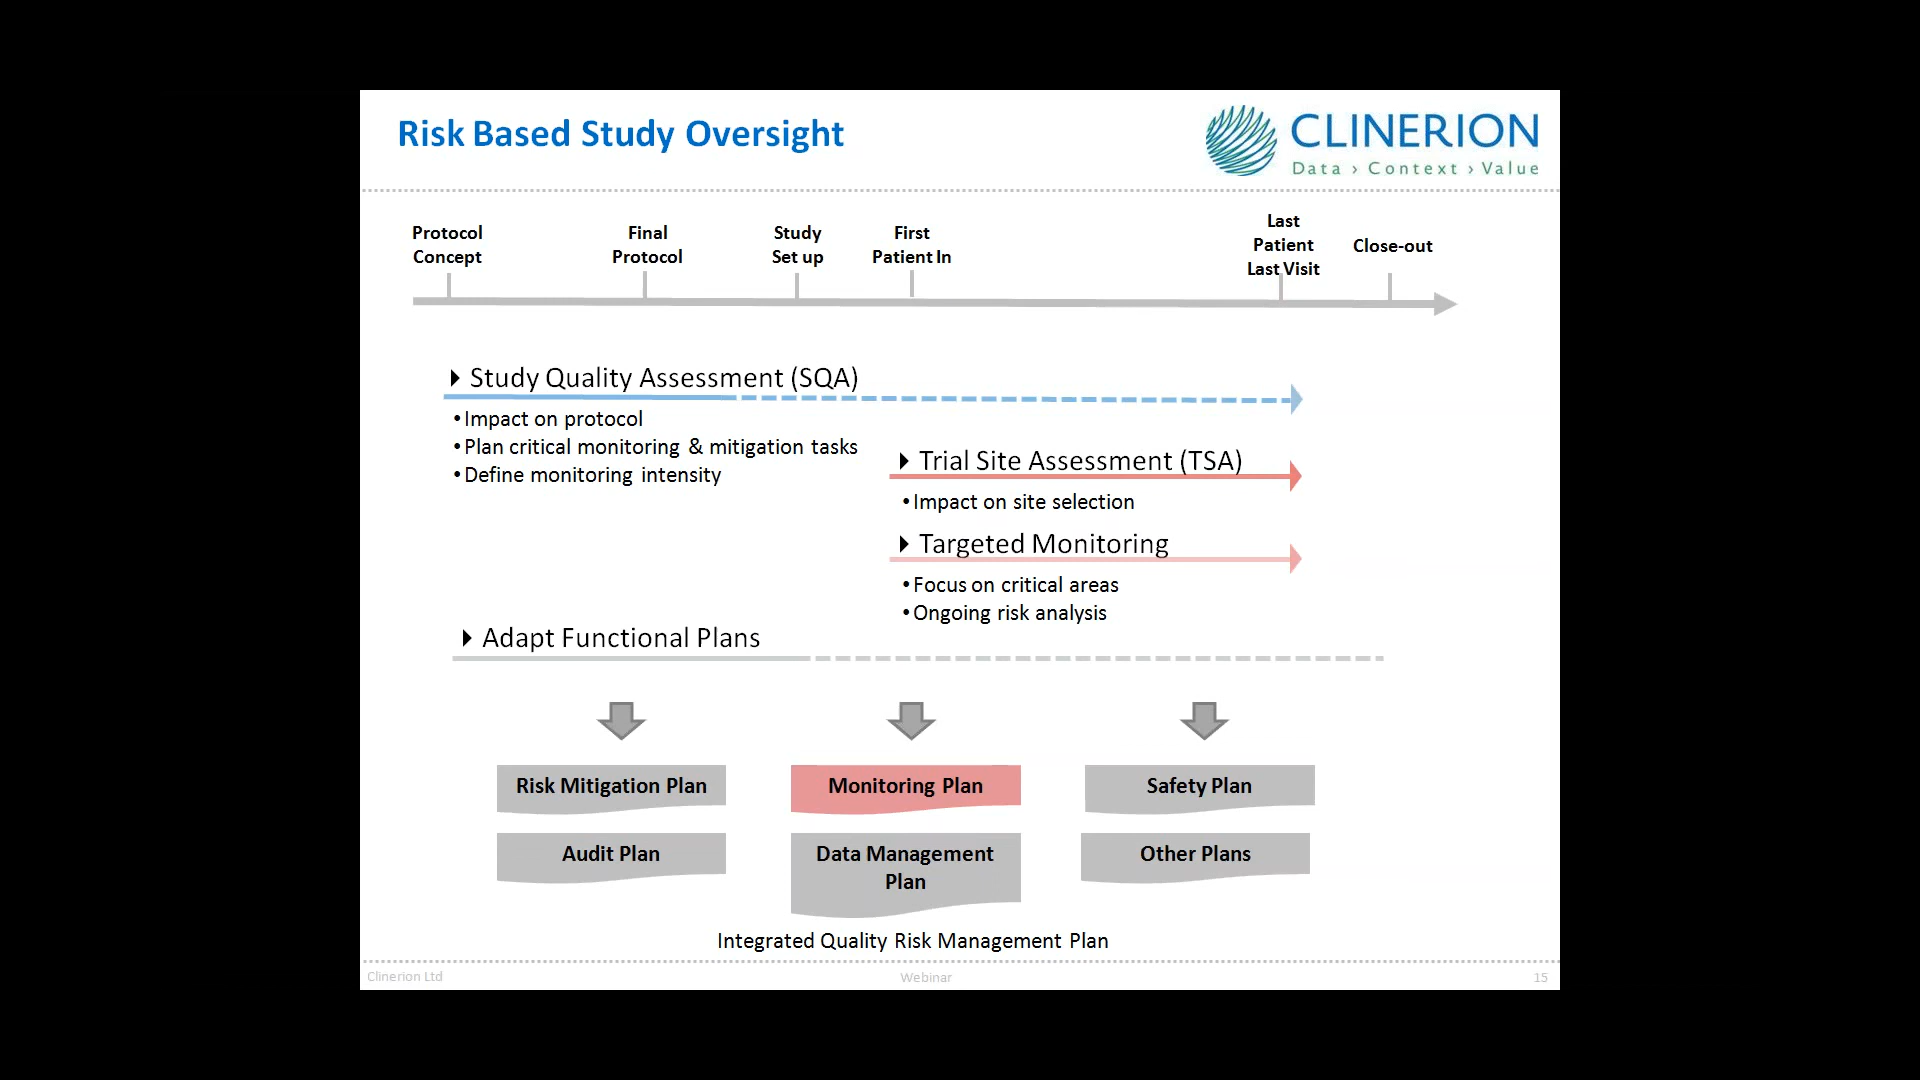 Risk Based Study Oversight
CLINERION
Data › Context › Value
Protocol
Concept
Final
Protocol
Study
Set up
First
Patient In
Last
Patient
Last Visit
Close-out
Study Quality Assessment (SQA)
•Impact on protocol
•Plan critical monitoring & mitigation tasks
•Define monitoring intensity
Trial Site Assessment (TSA)
•Impact on site selection
Targeted Monitoring
•Focus on critical areas
•Ongoing risk analysis
Adapt Functional Plans
Risk Mitigation Plan
Monitoring Plan
Safety Plan
Audit Plan
Data Management
Plan
Other Plans
Integrated Quality Risk Management Plan
Clinerion Ltd
Webinar
15